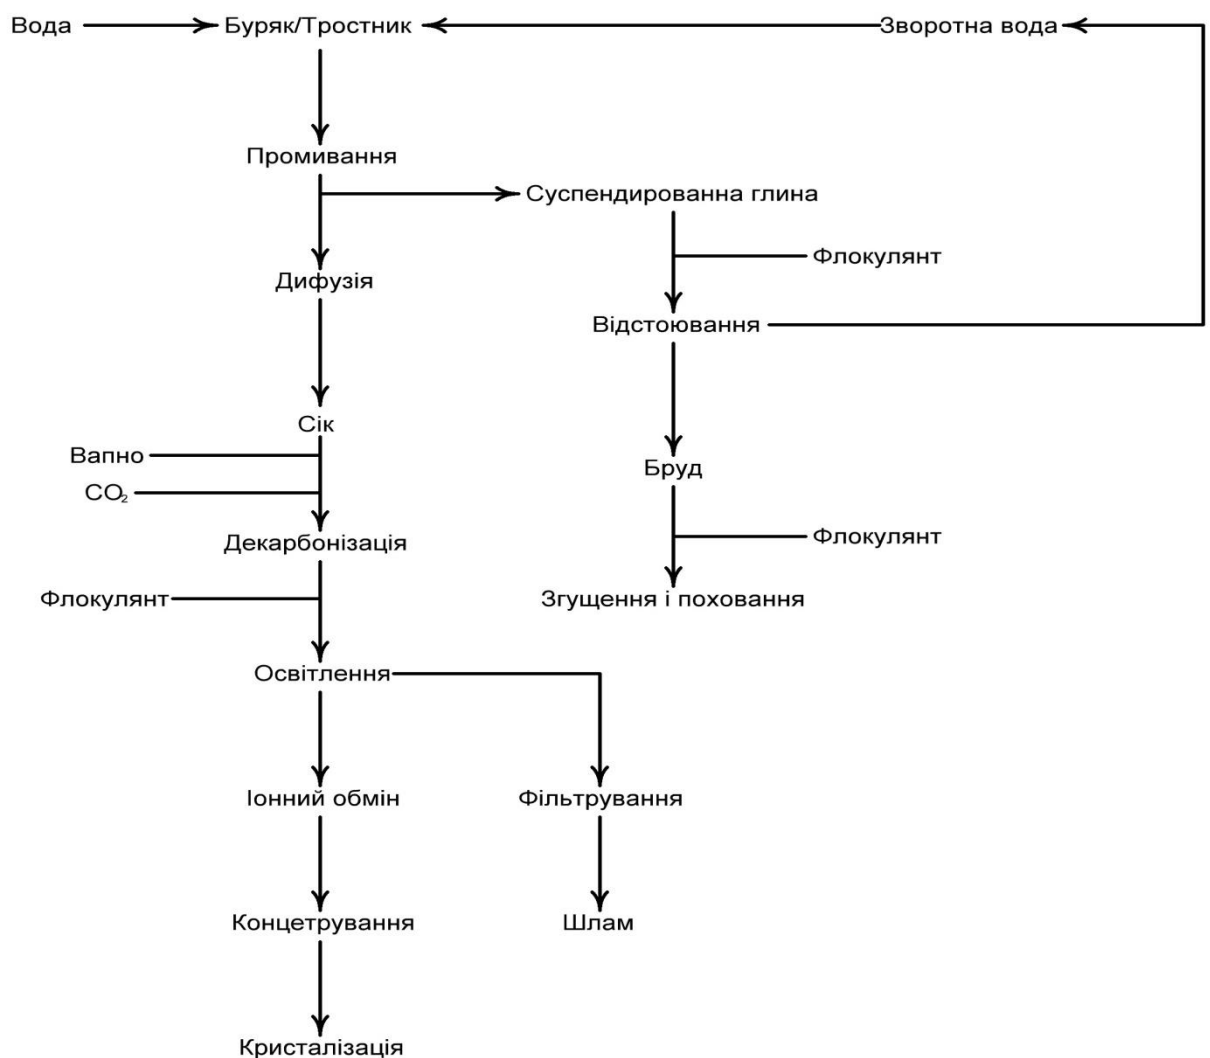 Вода
Буряк/Тростник
Зворотна вода
Промивання
Суспендированна глина
Флокулянт
Дифузія
Відстоювання
Сік
Вапно
Бруд
CO₂
Флокулянт
Декарбонізація
Флокулянт
Згущення і поховання
Освітлення
Іонний обмін
Фільтрування
Концетрування
Шлам
Кристалізація